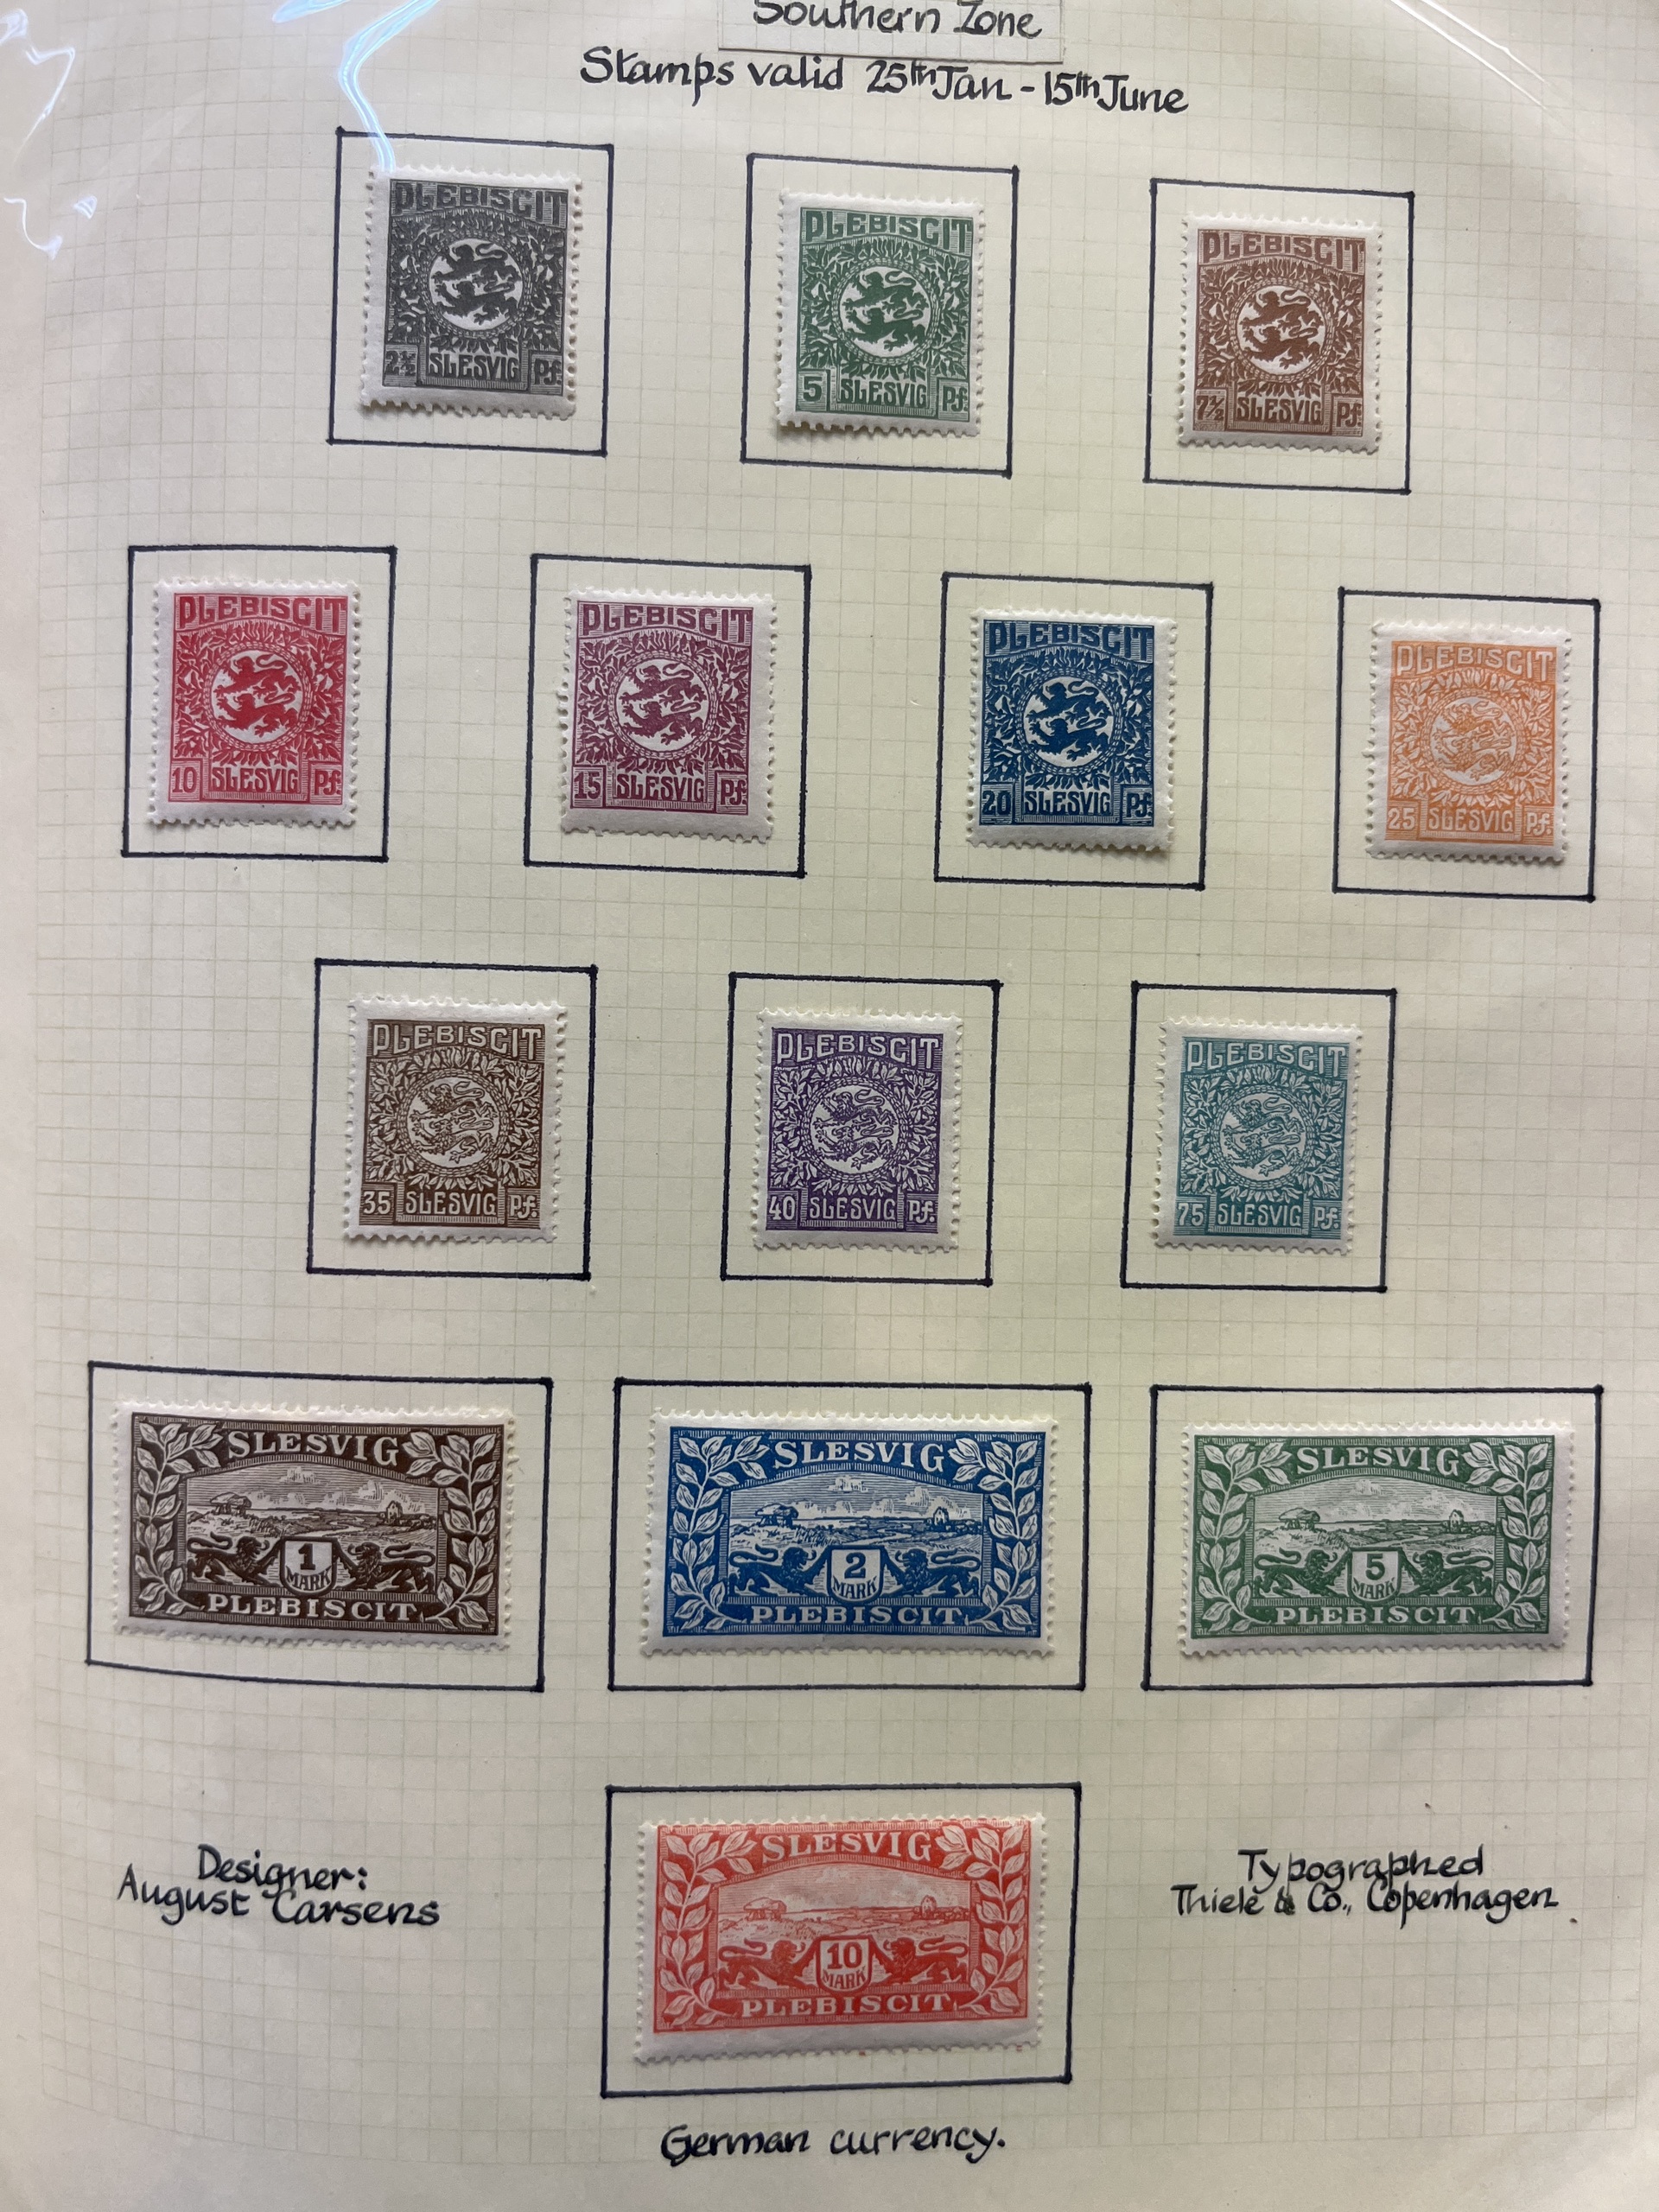 Southern Zone
Stamps valid 25th Jan - 15th June
PLEBISCIT
2½ SLESVIG Pf.
PLEBISCIT
5 SLESVIG Pf.
PLEBISCIT
7½ SLESVIG Pf.
PLEBISCIT
10 SLESVIG Pf.
PLEBISCIT
15 SLESVIG Pf.
PLEBISCIT
20 SLESVIG Pf.
PLEBISCIT
25 SLESVIG Pf.
PLEBISCIT
35 SLESVIG Pf.
PLEBISCIT
40 SLESVIG Pf.
PLEBISCIT
75 SLESVIG Pf.
SLESVIG
1
MARK
PLEBISCIT
SLESVIG
2
MARK
PLEBISCIT
SLESVIG
5
MARK
PLEBISCIT
Designer:
August Carsens
SLESVIG
10
MARK
PLEBISCIT
Typographed
Thiele & Co., Copenhagen.
German currency.